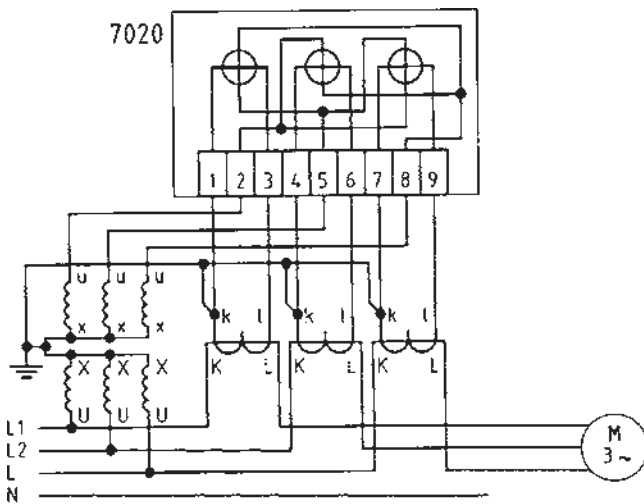 7020
1 2 3 4 5 6 7 8 9
u u u
x x x
k l k l k l
K L K L K L
X X X
U U U
L1
L2
L
N
M
3~